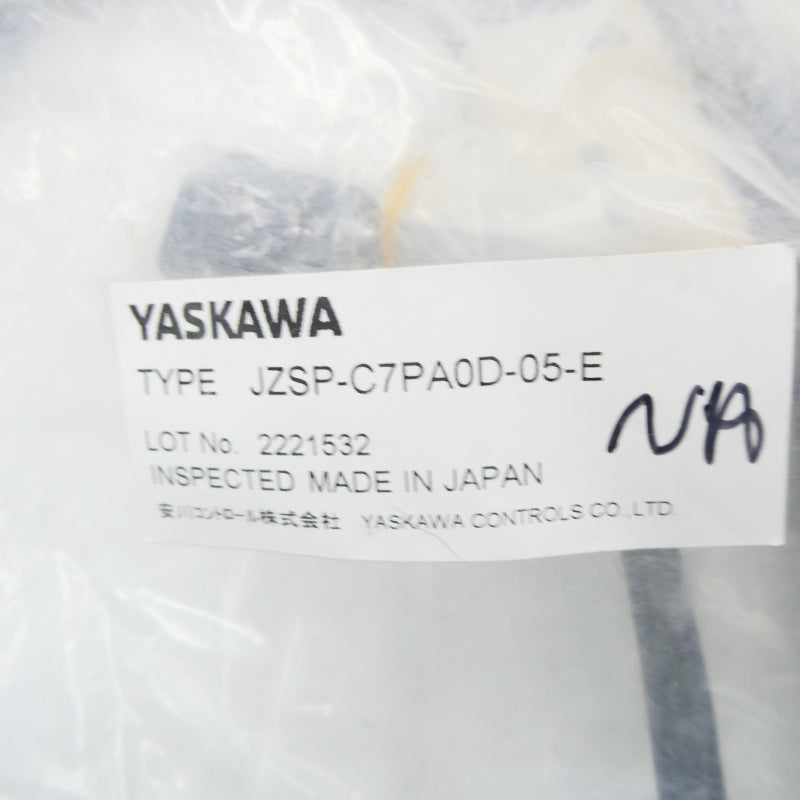 YASKAWA
TYPE JZSP-C7PA0D-05-E
LOT No. 2221532
INSPECTED MADE IN JAPAN
安川コントロール株式会社 YASKAWA CONTROLS CO.,LTD.